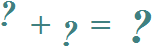 ? + ? = ?